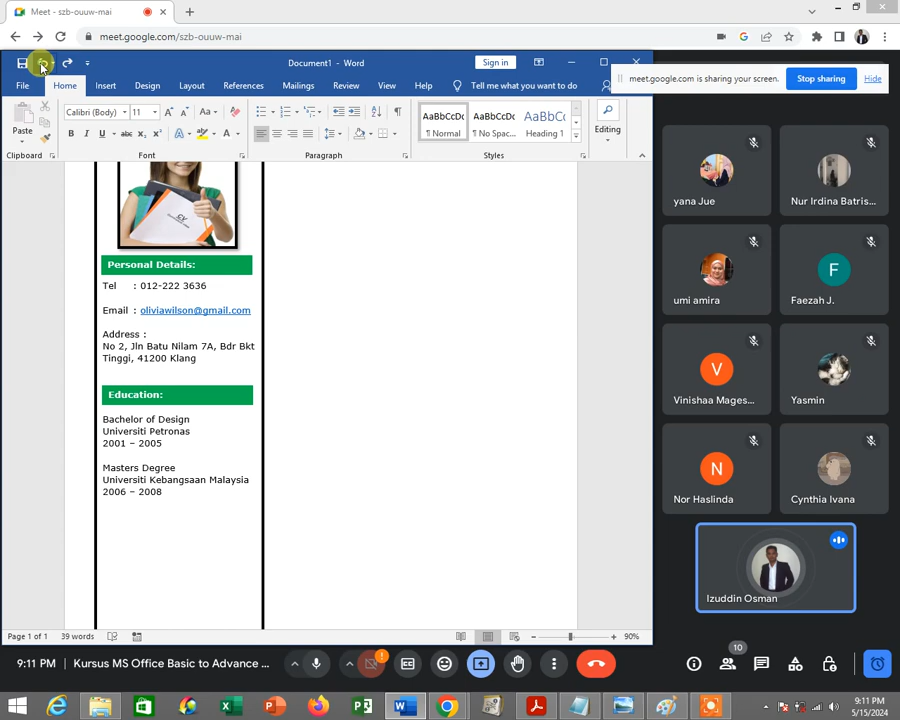 Meet - szb-ouuw-mai
meet.google.com/szb-ouuw-mai
Document1 - Word
Sign in
meet.google.com is sharing your screen.
Stop sharing
Hide
File Home Insert Design Layout References Mailings Review View Help Tell me what you want to do
Calibri (Body) 11
Paste
AaBbCcDc AaBbCcDc AaBbCc
¶ Normal ¶ No Spac... Heading 1
Editing
Clipboard Font Paragraph Styles
CV
Personal Details:
Tel : 012-222 3636
Email : oliviawilson@gmail.com
Address :
No 2, Jln Batu Nilam 7A, Bdr Bkt
Tinggi, 41200 Klang
Education:
Bachelor of Design
Universiti Petronas
2001 – 2005
Masters Degree
Universiti Kebangsaan Malaysia
2006 – 2008
yana Jue
Nur Irdina Batris...
umi amira
F
Faezah J.
V
Vinishaa Mages...
Yasmin
N
Nor Haslinda
Cynthia Ivana
Izuddin Osman
Page 1 of 1 39 words
90%
9:11 PM Kursus MS Office Basic to Advance ...
10
9:11 PM
5/15/2024